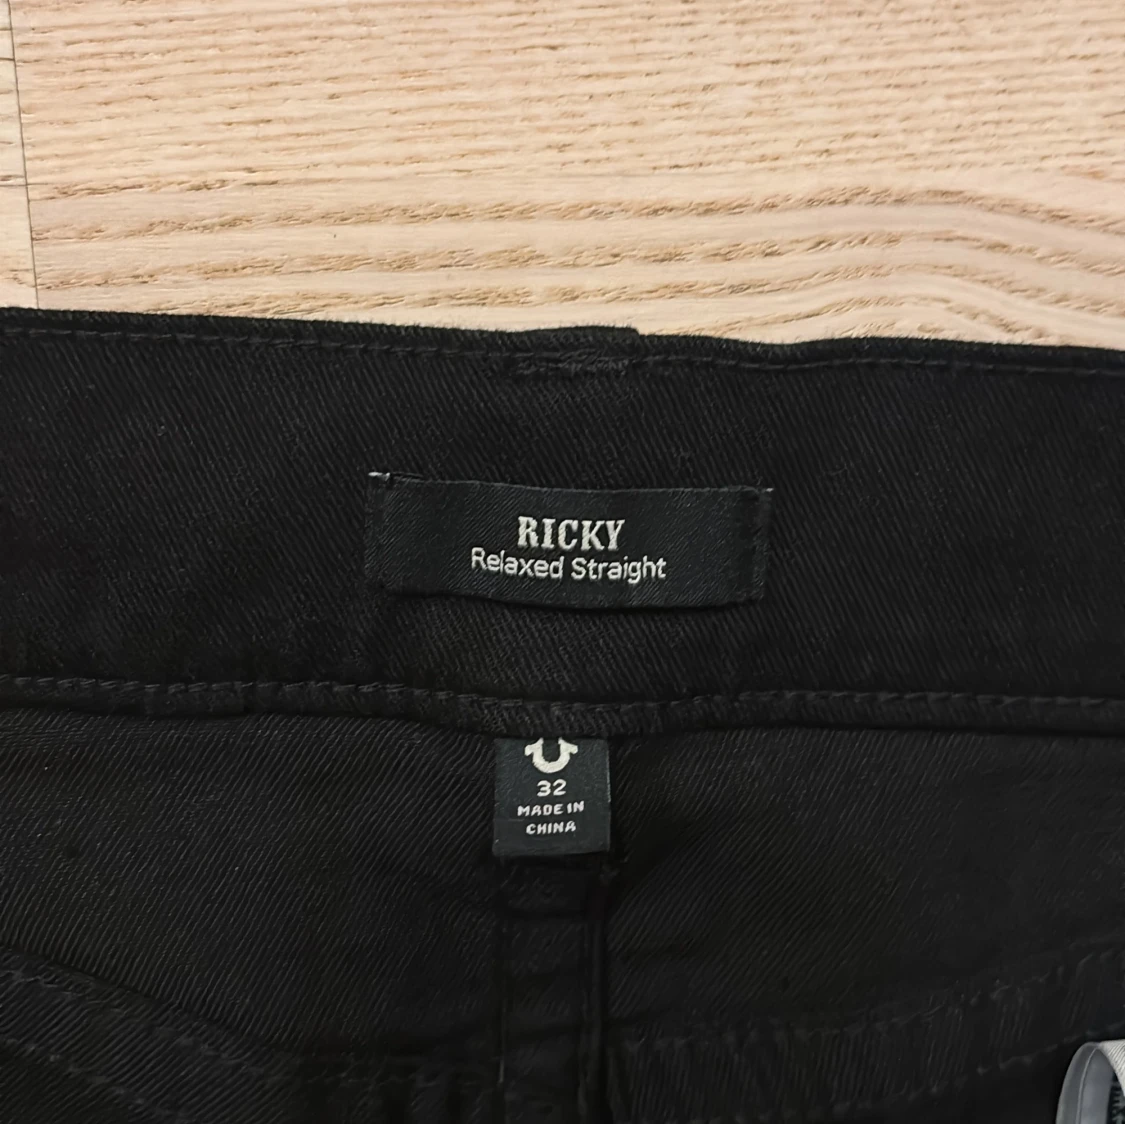 RICKY
Relaxed Straight
32
MADE IN
CHINA